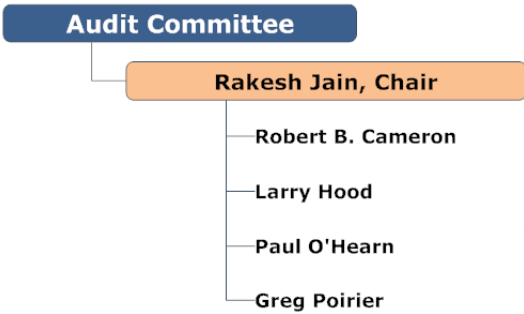 Audit Committee
Rakesh Jain, Chair
Robert B. Cameron
Larry Hood
Paul O'Hearn
Greg Poirier